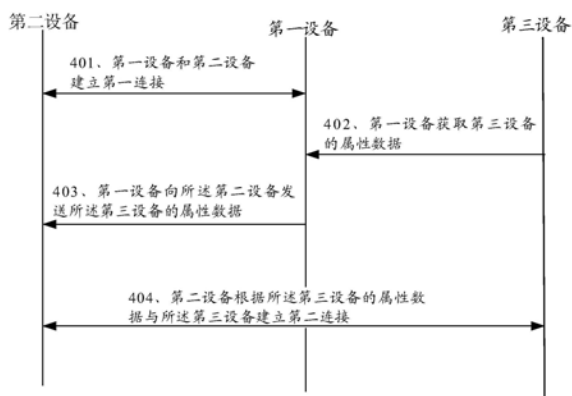 第二设备
第一设备
第三设备
401、第一设备和第二设备
建立第一连接
402、第一设备获取第三设备
的属性数据
403、第一设备向所述第二设备发
送所述第三设备的属性数据
404、第二设备根据所述第三设备的属性数
据与所述第三设备建立第二连接